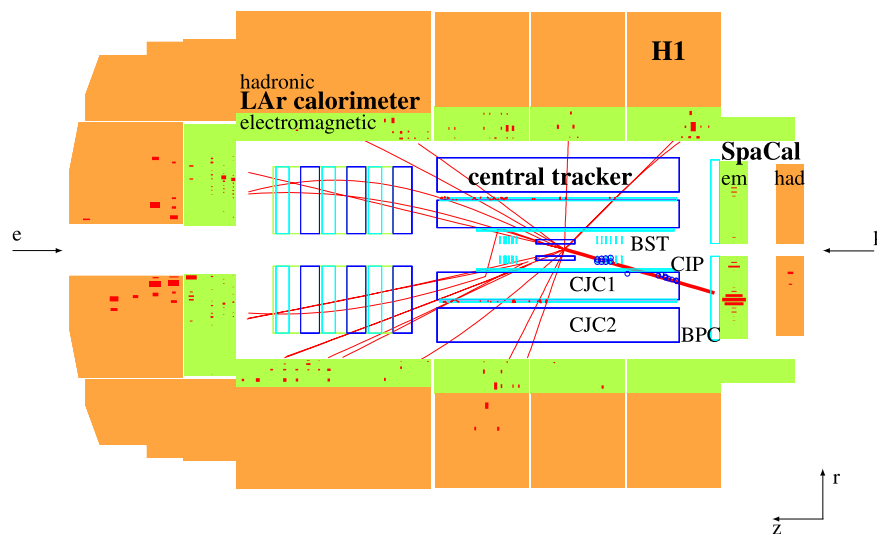 H1
hadronic
LAr calorimeter
electromagnetic
SpaCal
em had
central tracker
e
BST
p
CIP
CJC1
CJC2
BPC
r
z